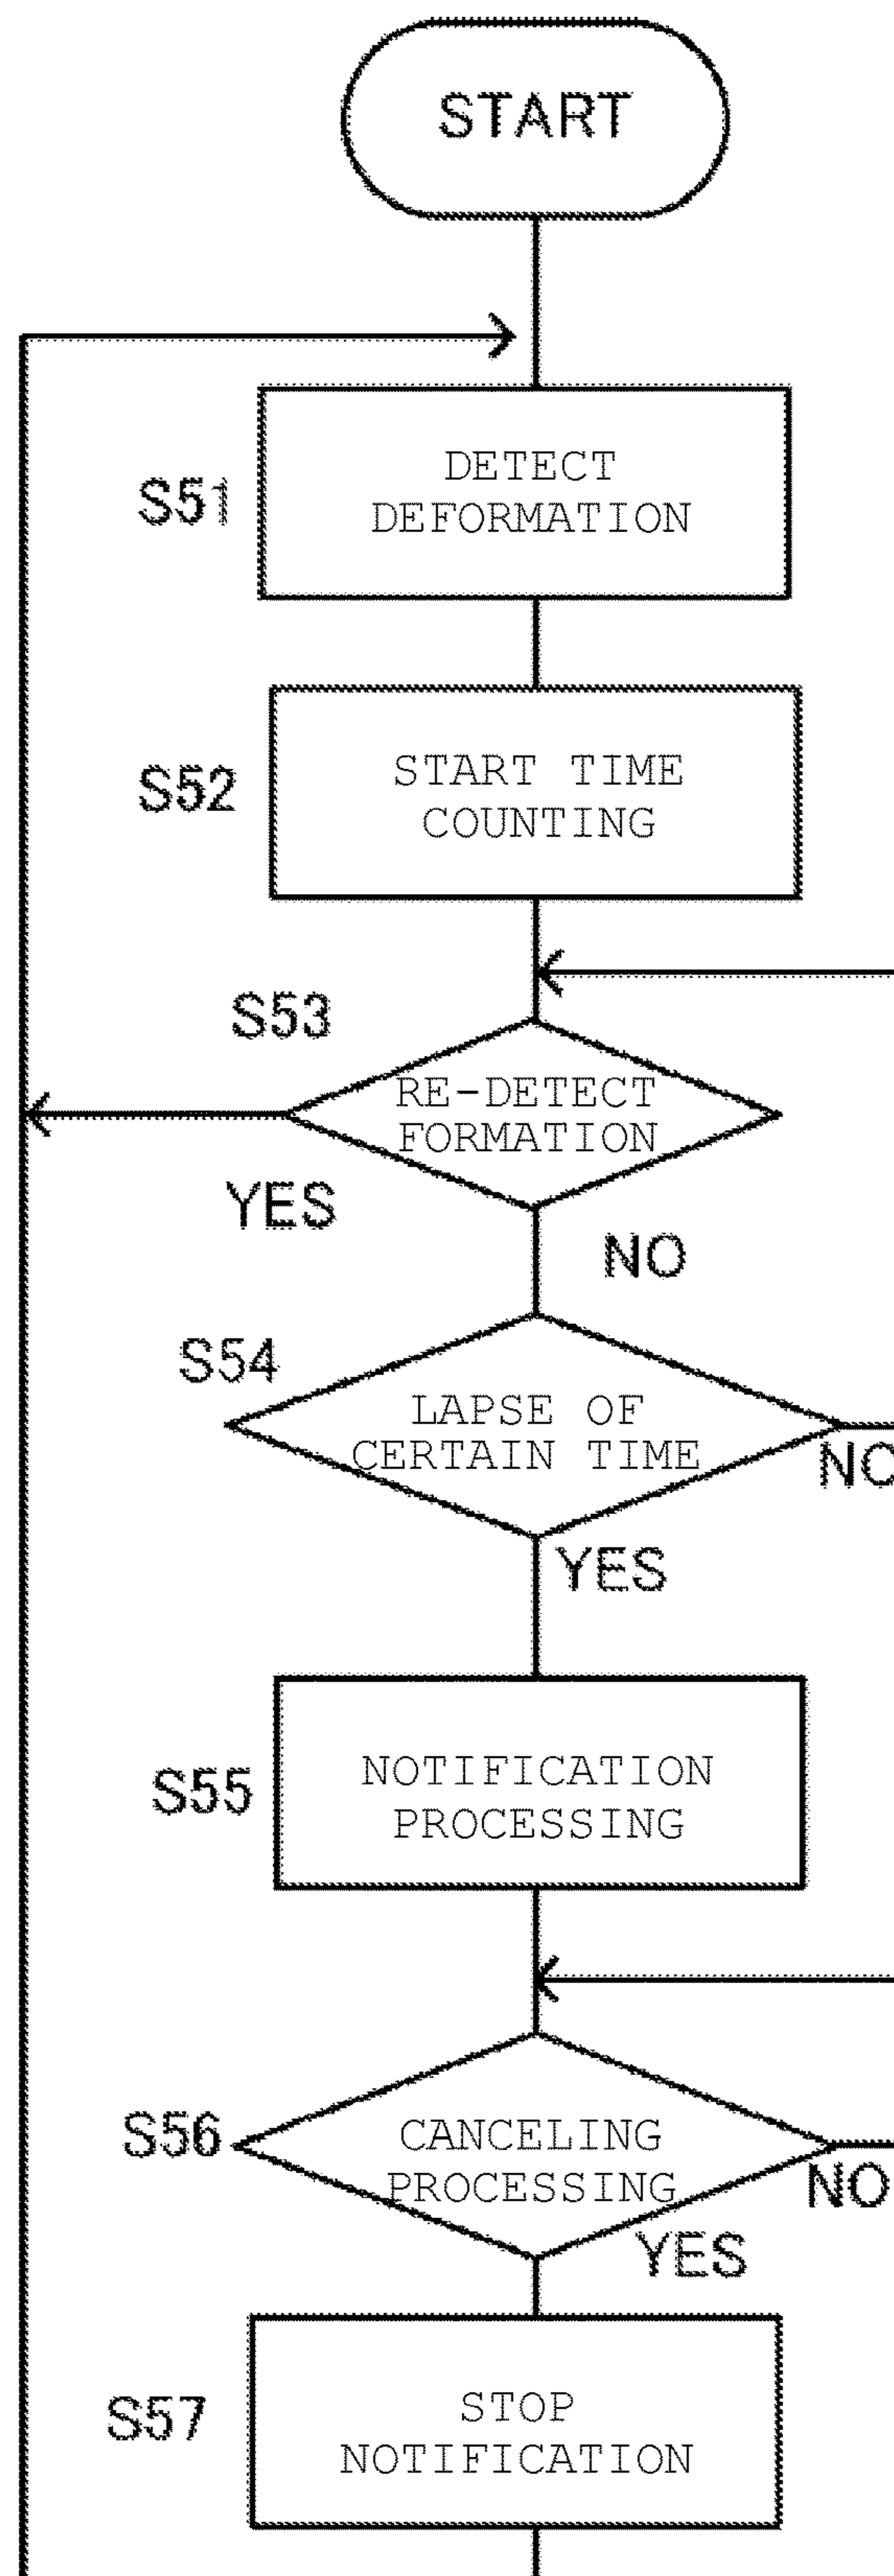 START
S51
DETECT
DEFORMATION
S52
START TIME
COUNTING
S53
RE-DETECT
FORMATION
YES
NO
S54
LAPSE OF
CERTAIN TIME
NO
YES
S55
NOTIFICATION
PROCESSING
S56
CANCELING
PROCESSING
NO
YES
S57
STOP
NOTIFICATION